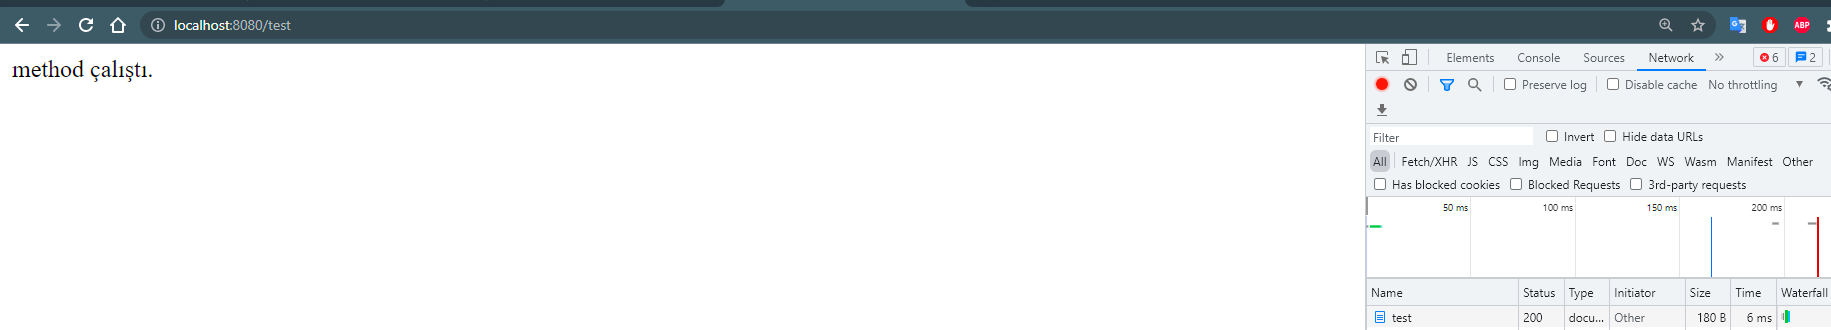 localhost:8080/test
ABP
method çalıştı.
Elements Console Sources Network » 6 2
Preserve log Disable cache No throttling
Filter Invert Hide data URLs
All Fetch/XHR JS CSS Img Media Font Doc WS Wasm Manifest Other
Has blocked cookies Blocked Requests 3rd-party requests
50 ms 100 ms 150 ms 200 ms
Name Status Type Initiator Size Time Waterfall
test 200 docu... Other 180 B 6 ms